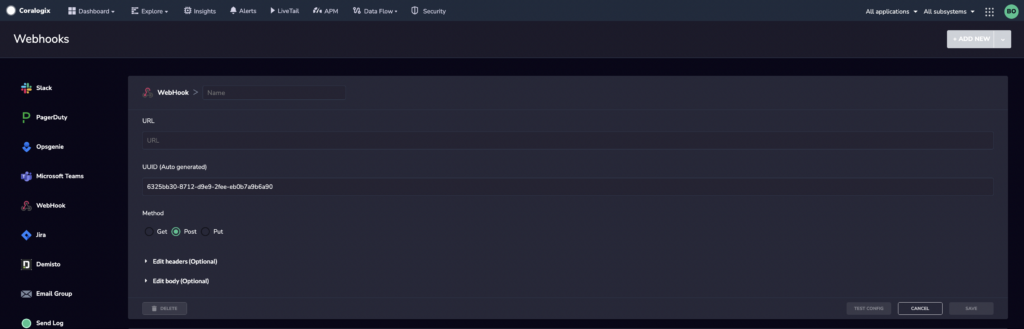 Coralogix Dashboard Explore Insights Alerts LiveTail APM Data Flow Security All applications All subsystems BD
Webhooks + ADD NEW
Slack
PagerDuty
Opsgenie
Microsoft Teams
WebHook
Jira
Demisto
Email Group
Send Log
WebHook > Name
URL
URL
UUID (Auto generated)
6325bb30-8712-d9e9-2fee-eb0b7a9b6a90
Method
Get Post Put
Edit headers (Optional)
Edit body (Optional)
DELETE TEST CONFIG CANCEL SAVE